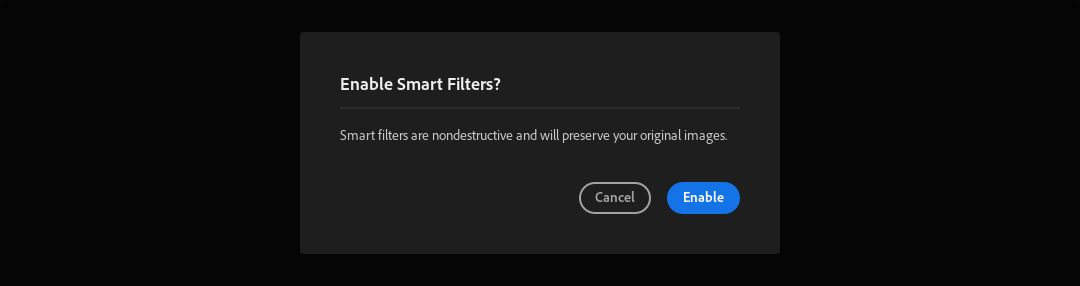 Enable Smart Filters?
Smart filters are nondestructive and will preserve your original images.
Cancel
Enable